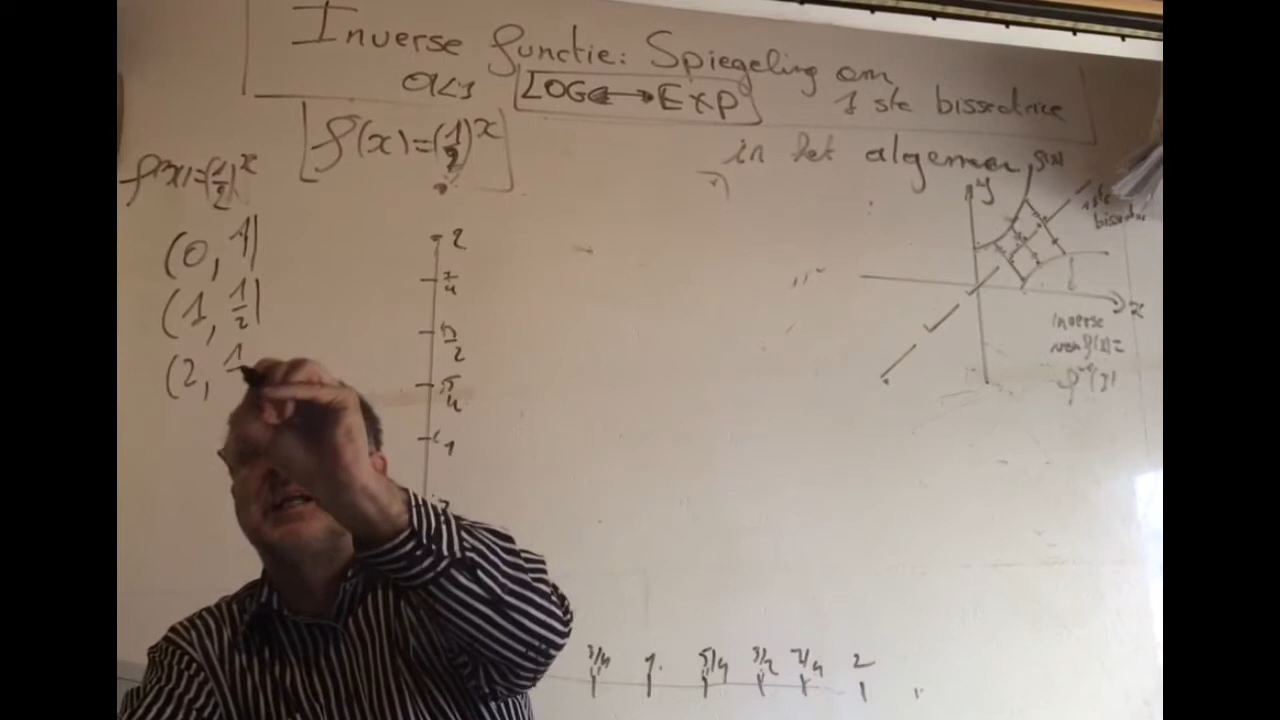 Inverse functie: Spiegeling om
als LOG↔EXP 1 ste bissectrice
in het algemeen
f(x)=(1/2)^x
f(x)=(1/2)^x
(0, 1)
(1, 1/2)
(2, 1
2
7/4
3/2
5/4
1
y
f(x)
1ste
x
inverse
van f(x)=
f⁻¹(x)
3/4 1 5/4 3/2 7/4 2